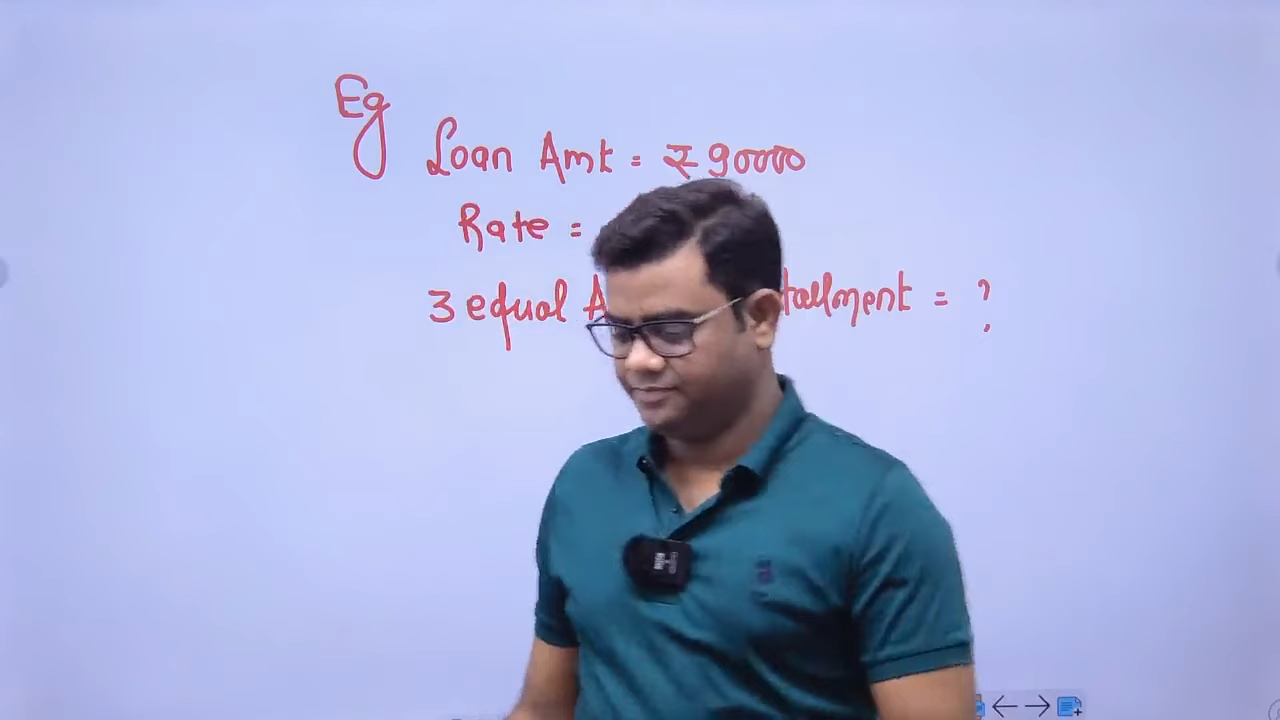 Eg
Loan Amt = ₹ 90000
Rate =
3 equal A tallment = ?